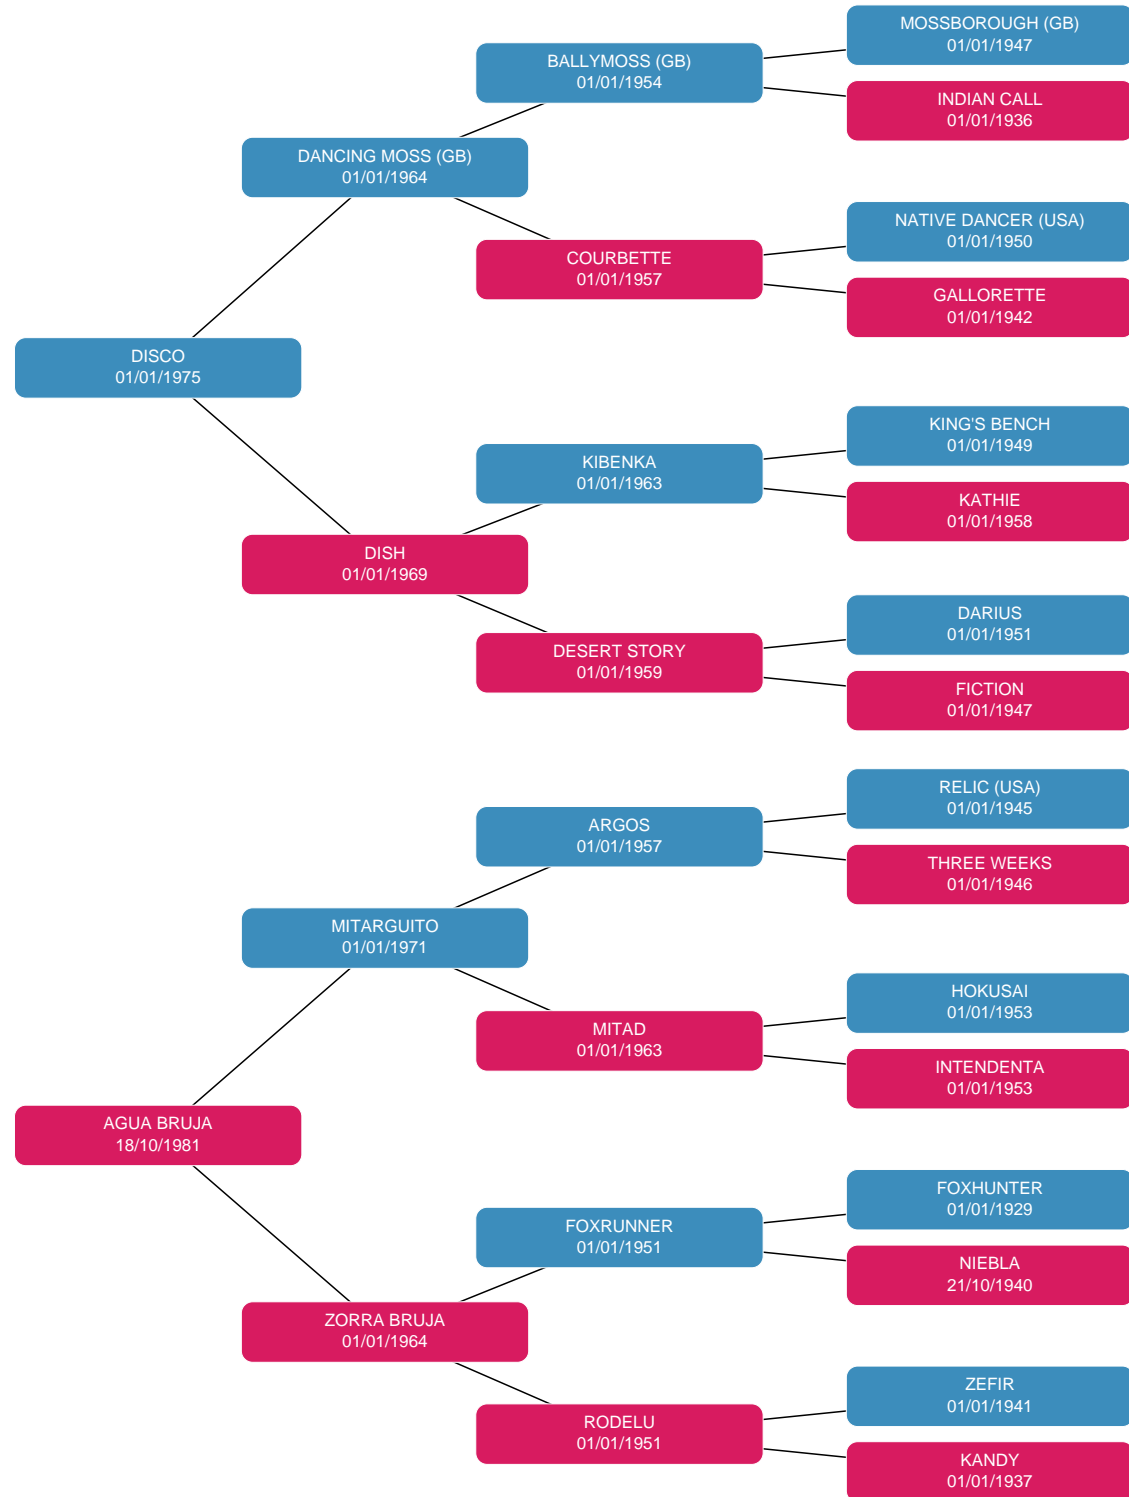 MOSSBOROUGH (GB)
01/01/1947
BALLYMOSS (GB)
01/01/1954
INDIAN CALL
01/01/1936
DANCING MOSS (GB)
01/01/1964
NATIVE DANCER (USA)
01/01/1950
COURBETTE
01/01/1957
GALLORETTE
01/01/1942
DISCO
01/01/1975
KING'S BENCH
01/01/1949
KIBENKA
01/01/1963
KATHIE
01/01/1958
DISH
01/01/1969
DARIUS
01/01/1951
DESERT STORY
01/01/1959
FICTION
01/01/1947
RELIC (USA)
01/01/1945
ARGOS
01/01/1957
THREE WEEKS
01/01/1946
MITARGUITO
01/01/1971
HOKUSAI
01/01/1953
MITAD
01/01/1963
INTENDENTA
01/01/1953
AGUA BRUJA
18/10/1981
FOXHUNTER
01/01/1929
FOXRUNNER
01/01/1951
NIEBLA
21/10/1940
ZORRA BRUJA
01/01/1964
ZEFIR
01/01/1941
RODELU
01/01/1951
KANDY
01/01/1937